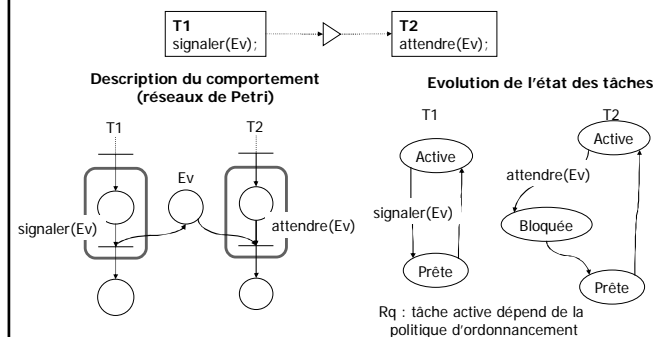 T1
signaler(Ev);
T2
attendre(Ev);
Description du comportement
(réseaux de Petri)
T1
T2
Ev
signaler(Ev)
attendre(Ev)
Evolution de l'état des tâches
T1
T2
Active
Active
attendre(Ev)
signaler(Ev)
Bloquée
Prête
Prête
Rq : tâche active dépend de la
politique d'ordonnancement